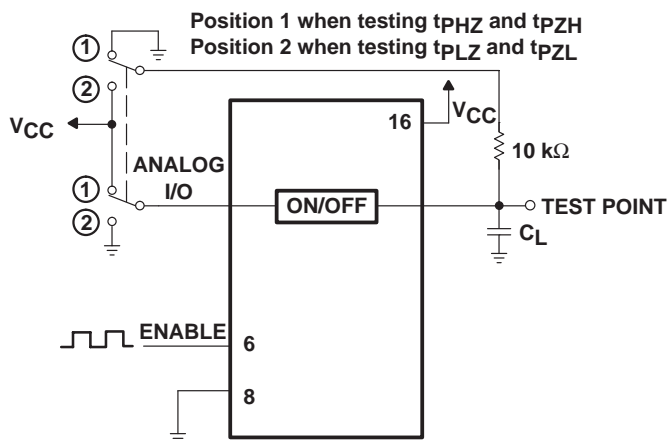 Position 1 when testing tPHZ and tPZH
Position 2 when testing tPLZ and tPZL
1
2
VCC
16
VCC
10 kΩ
ANALOG
I/O
1
2
ON/OFF
TEST POINT
CL
ENABLE
6
8